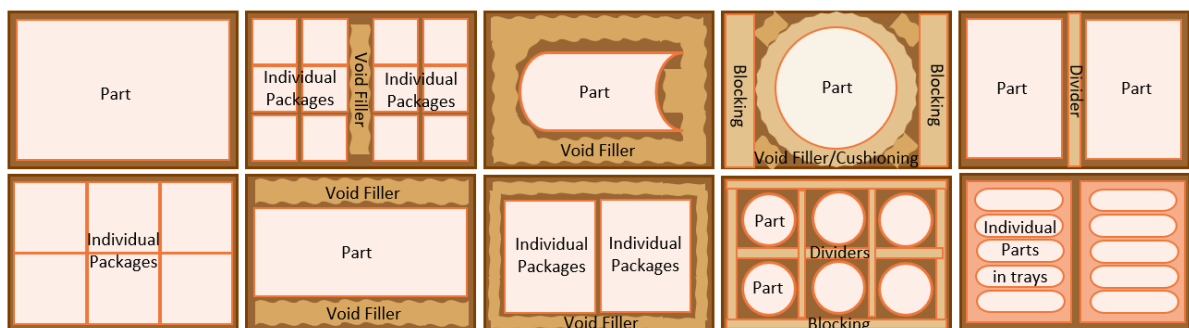 Part
Individual
Packages
Void Filler
Individual
Packages
Part
Void Filler
Blocking
Part
Blocking
Void Filler/Cushioning
Part
Divider
Part
Individual
Packages
Void Filler
Part
Void Filler
Individual
Packages
Individual
Packages
Void Filler
Part
Dividers
Part
Blocking
Individual
Parts
in trays